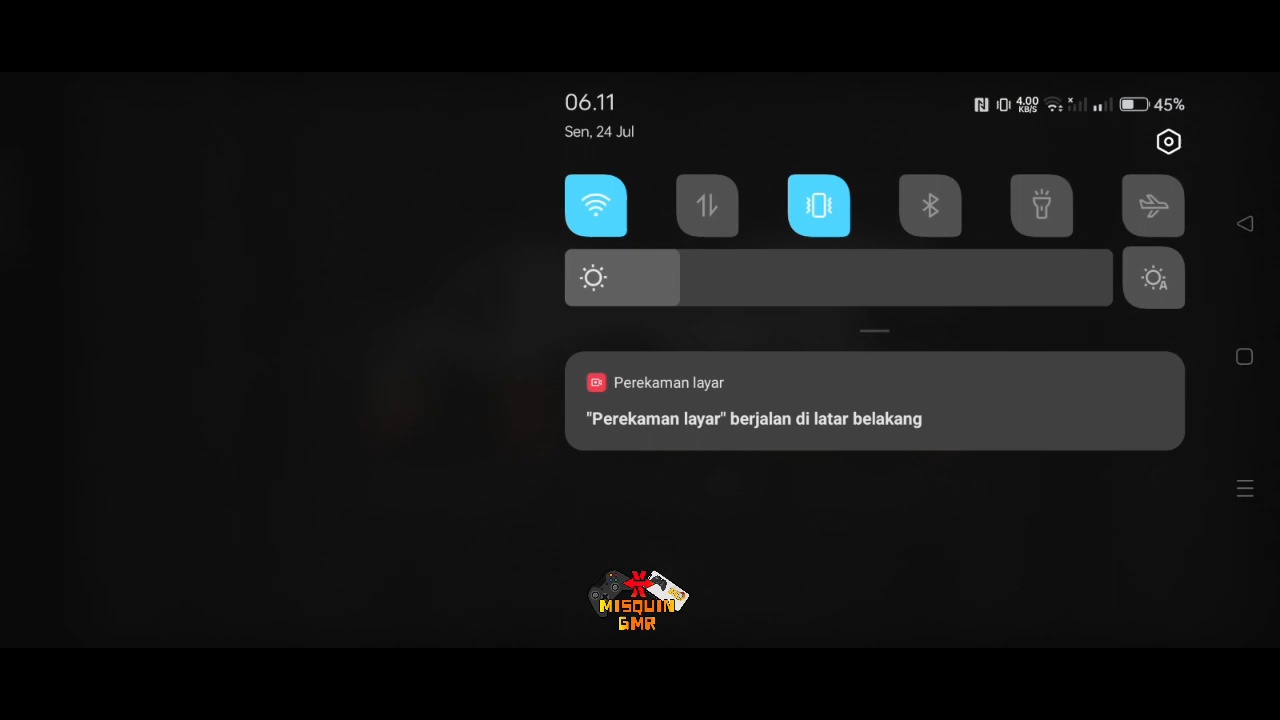 06.11
4.00
KB/S
45%
Sen, 24 Jul
A
Perekaman layar
"Perekaman layar" berjalan di latar belakang
MISQUIN
GMR